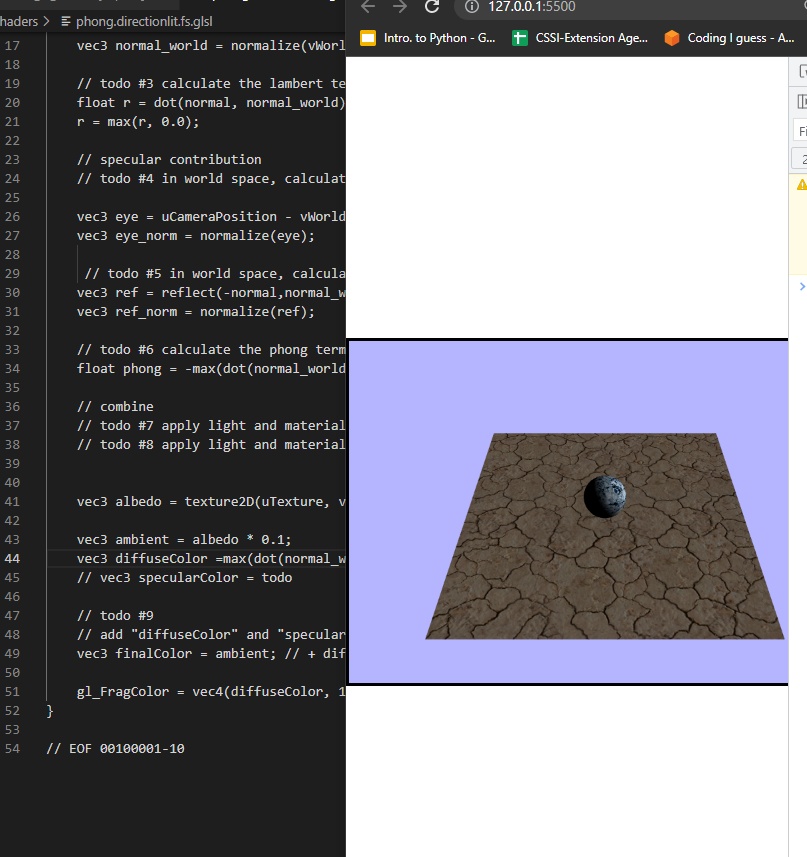 127.0.0.1:5500
haders > phong.directionlit.fs.glsl
Intro. to Python - G... CSSI-Extension Age... Coding I guess - A...
17 vec3 normal_world = normalize(vWorl
18
19 // todo #3 calculate the lambert te
20 float r = dot(normal, normal_world)
21 r = max(r, 0.0);
22
23 // specular contribution
24 // todo #4 in world space, calculat
25
26 vec3 eye = uCameraPosition - vWorld
27 vec3 eye_norm = normalize(eye);
28
29 // todo #5 in world space, calcula
30 vec3 ref = reflect(-normal,normal_w
31 vec3 ref_norm = normalize(ref);
32
33 // todo #6 calculate the phong term
34 float phong = -max(dot(normal_world
35
36 // combine
37 // todo #7 apply light and material
38 // todo #8 apply light and material
39
40
41 vec3 albedo = texture2D(uTexture, v
42
43 vec3 ambient = albedo * 0.1;
44 vec3 diffuseColor =max(dot(normal_w
45 // vec3 specularColor = todo
46
47 // todo #9
48 // add "diffuseColor" and "specular
49 vec3 finalColor = ambient; // + dif
50
51 gl_FragColor = vec4(diffuseColor, 1
52 }
53
54 // EOF 00100001-10
Fi
2